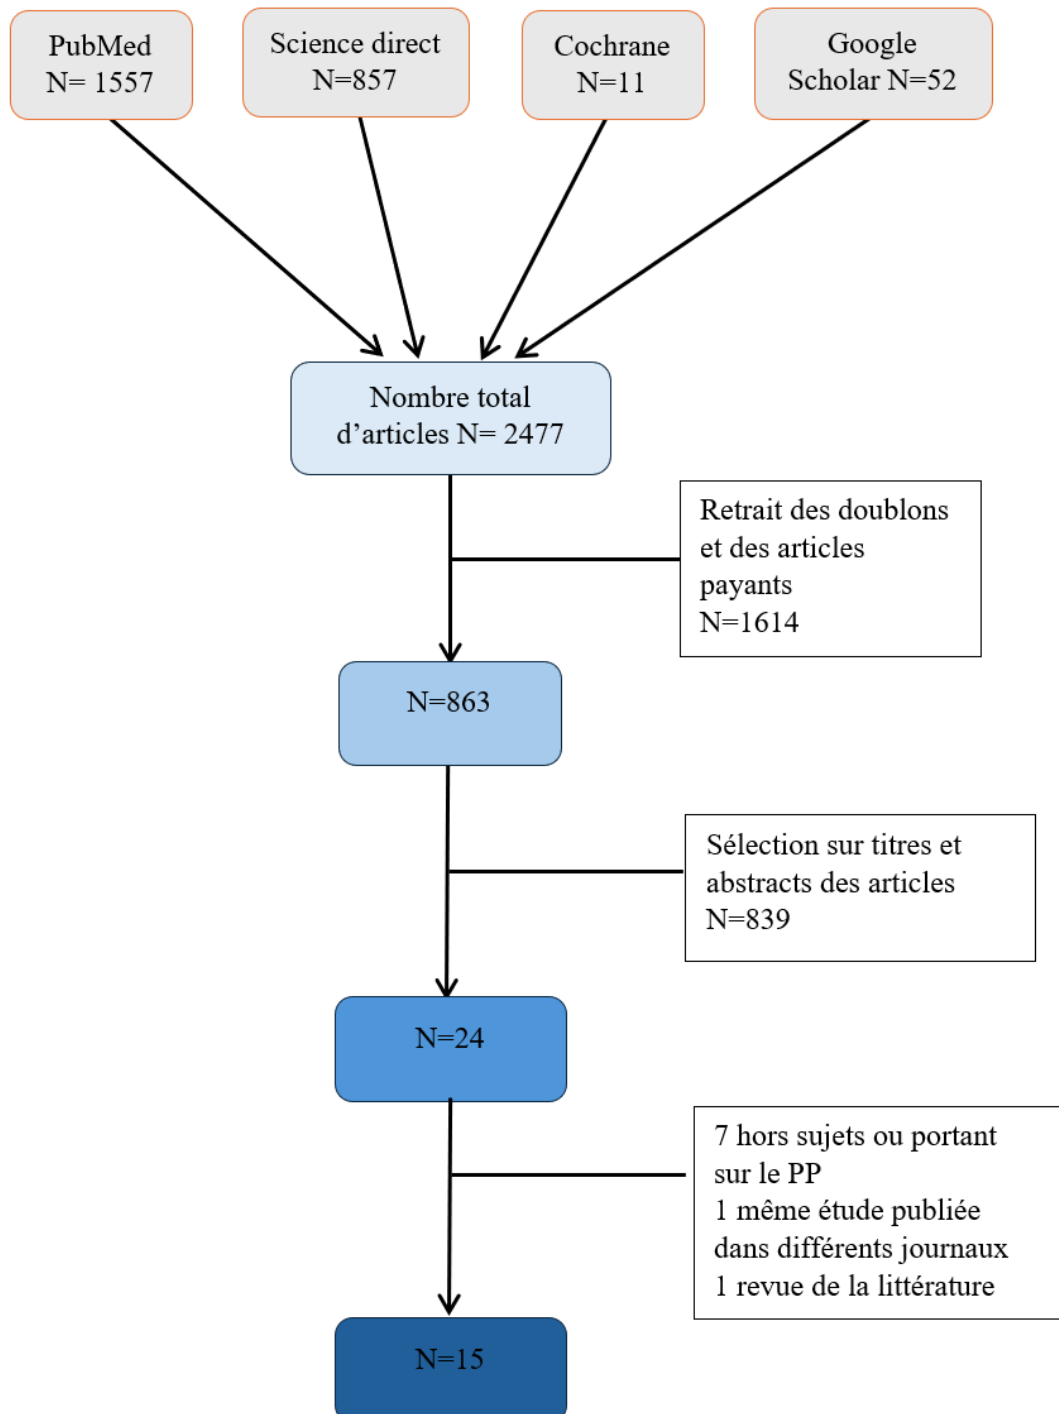 PubMed
N= 1557
Science direct
N=857
Cochrane
N=11
Google
Scholar N=52
Nombre total
d’articles N= 2477
Retrait des doublons
et des articles
payants
N=1614
N=863
Sélection sur titres et
abstracts des articles
N=839
N=24
7 hors sujets ou portant
sur le PP
1 même étude publiée
dans différents journaux
1 revue de la littérature
N=15